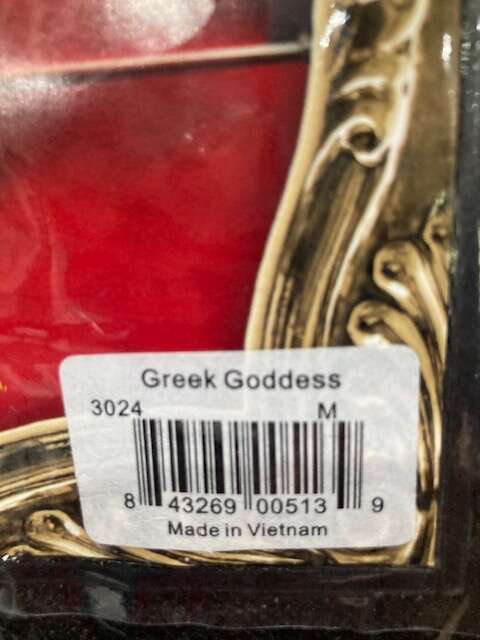 Greek Goddess
3024 M
8 43269 00513 9
Made in Vietnam